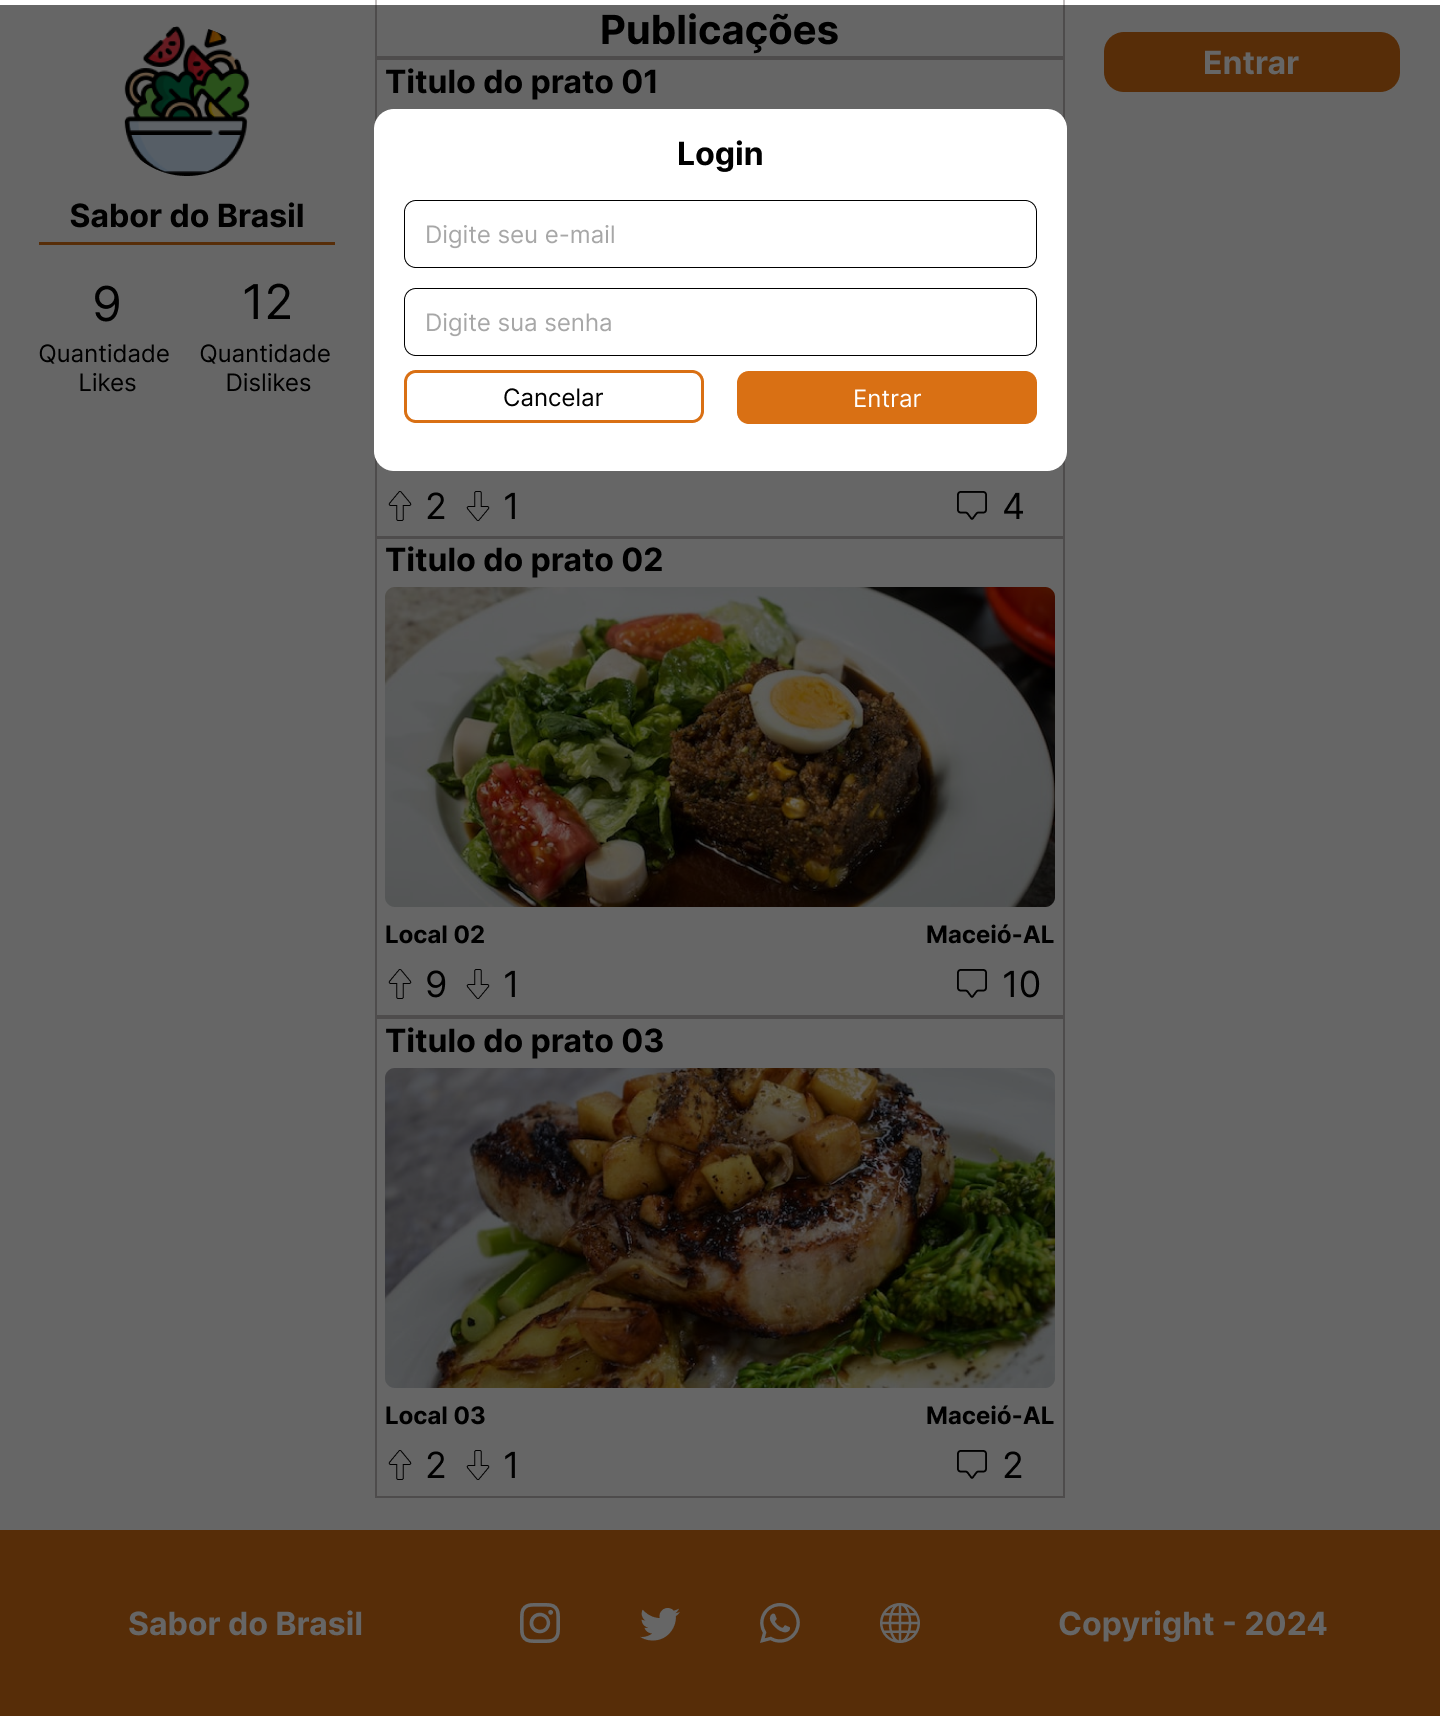 Publicações
Titulo do prato 01
Entrar
Sabor do Brasil
9
12
Quantidade
Likes
Quantidade
Dislikes
Login
Digite seu e-mail
Digite sua senha
Cancelar
Entrar
2 1 4
Titulo do prato 02
Local 02 Maceió-AL
9 1 10
Titulo do prato 03
Local 03 Maceió-AL
2 1 2
Sabor do Brasil
Copyright - 2024